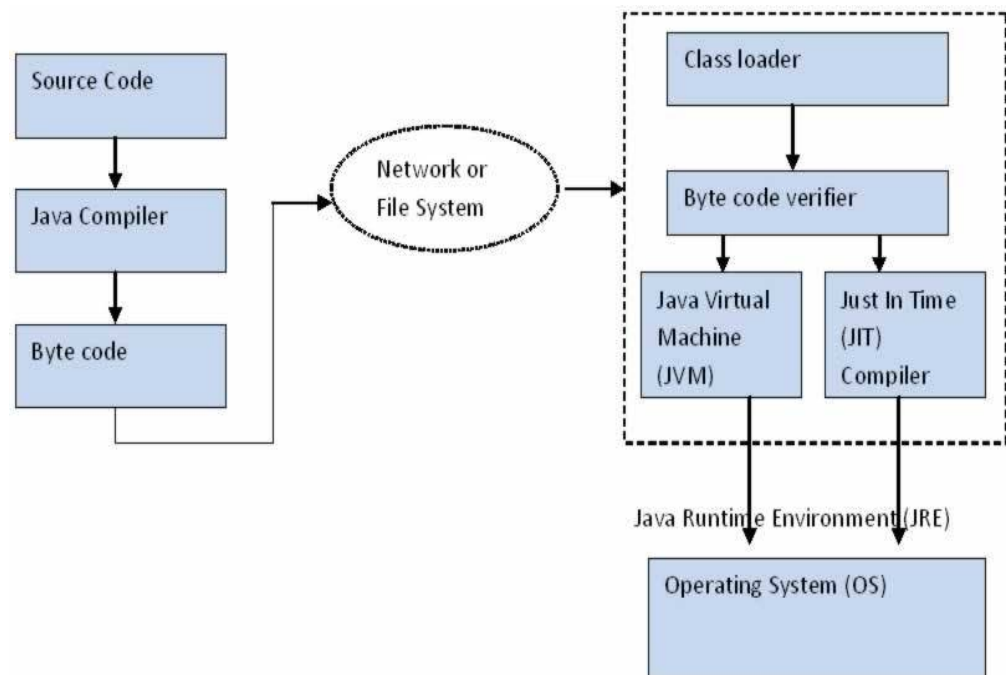 Source Code
Java Compiler
Byte code
Network or
File System
Class loader
Byte code verifier
Java Virtual
Machine
(JVM)
Just In Time
(JIT)
Compiler
Java Runtime Environment (JRE)
Operating System (OS)